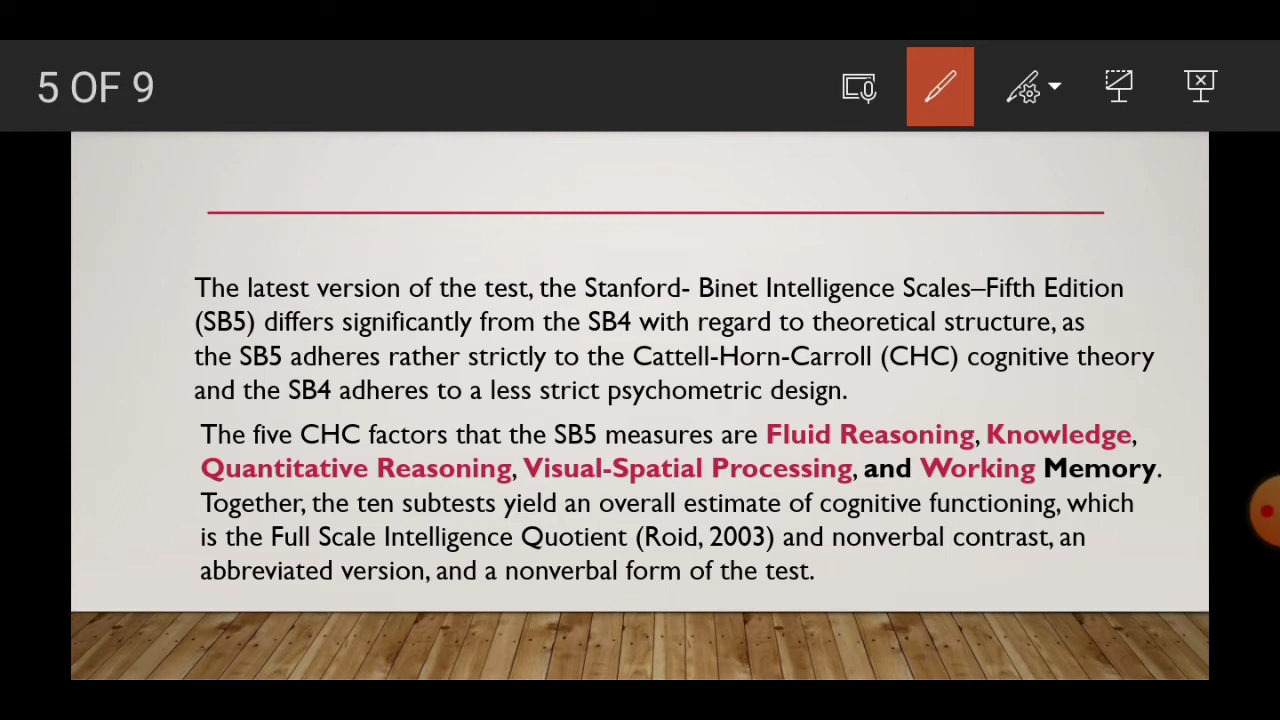 5 OF 9
The latest version of the test, the Stanford- Binet Intelligence Scales–Fifth Edition
(SB5) differs significantly from the SB4 with regard to theoretical structure, as
the SB5 adheres rather strictly to the Cattell-Horn-Carroll (CHC) cognitive theory
and the SB4 adheres to a less strict psychometric design.
The five CHC factors that the SB5 measures are Fluid Reasoning, Knowledge,
Quantitative Reasoning, Visual-Spatial Processing, and Working Memory.
Together, the ten subtests yield an overall estimate of cognitive functioning, which
is the Full Scale Intelligence Quotient (Roid, 2003) and nonverbal contrast, an
abbreviated version, and a nonverbal form of the test.